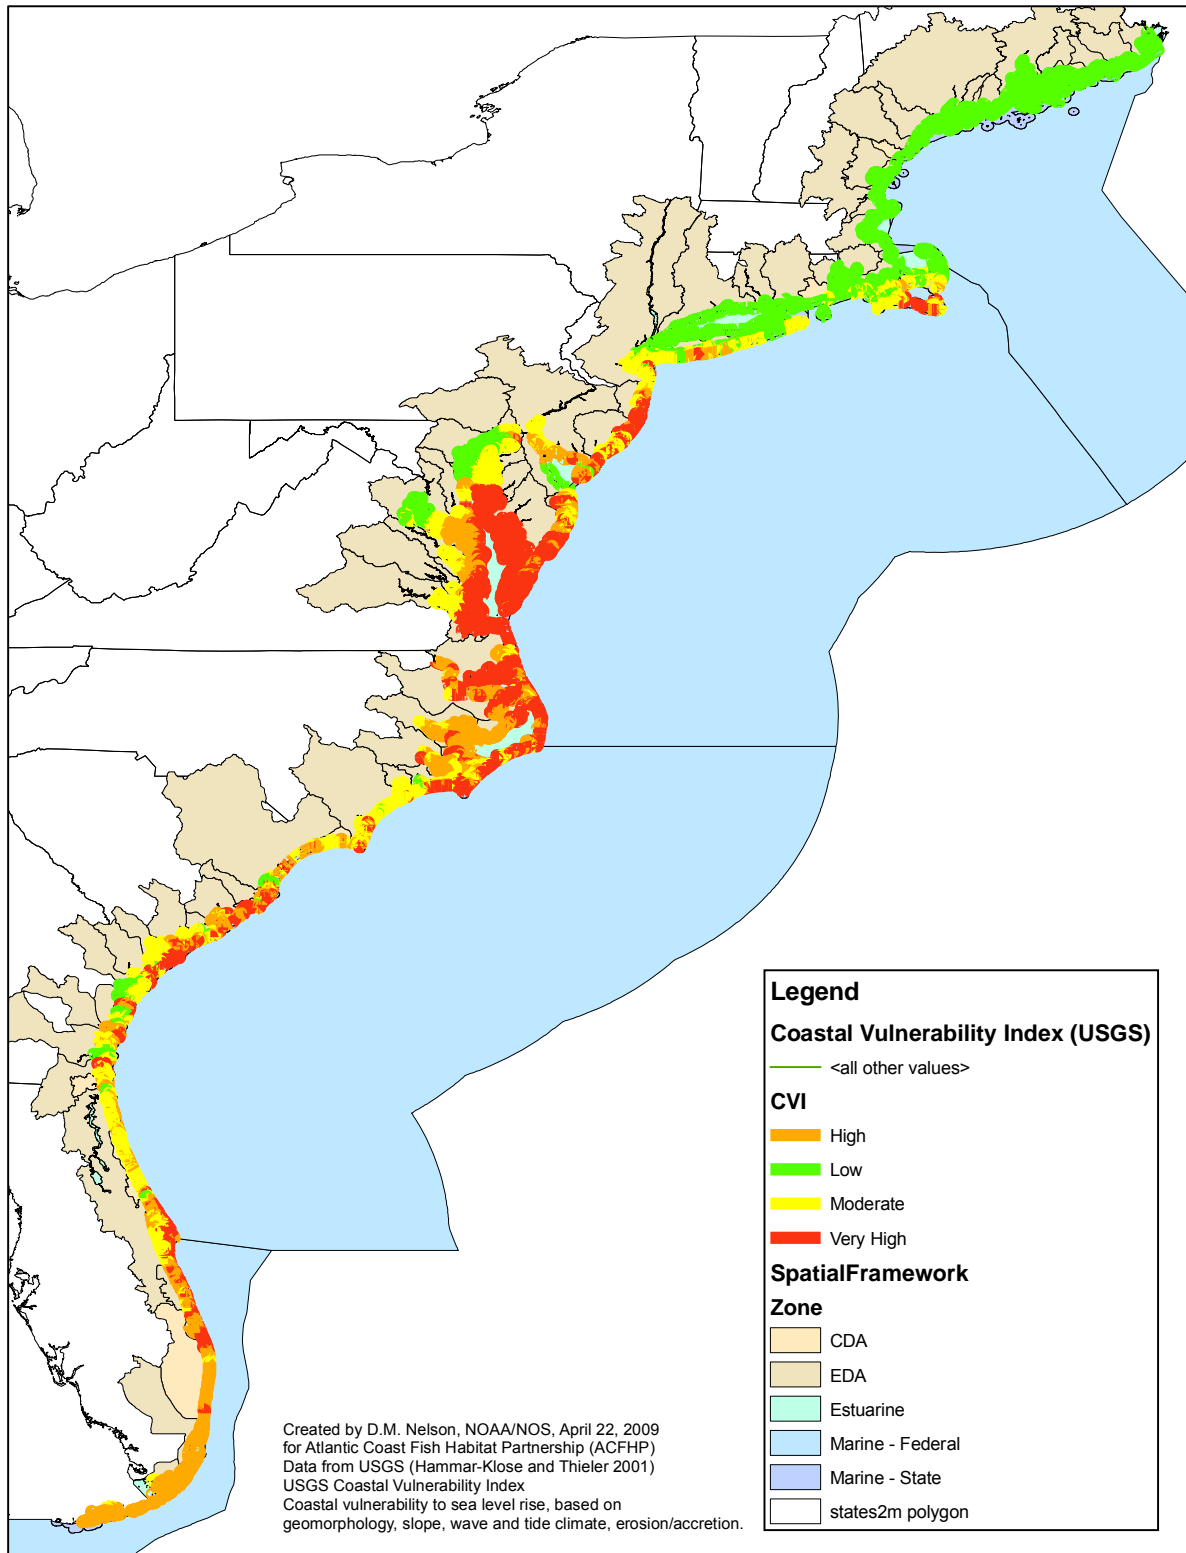 Legend
Coastal Vulnerability Index (USGS)
<all other values>
CVI
High
Low
Moderate
Very High
SpatialFramework
Zone
CDA
EDA
Estuarine
Marine - Federal
Marine - State
states2m polygon
Created by D.M. Nelson, NOAA/NOS, April 22, 2009
for Atlantic Coast Fish Habitat Partnership (ACFHP)
Data from USGS (Hammar-Klose and Thieler 2001)
USGS Coastal Vulnerability Index
Coastal vulnerability to sea level rise, based on
geomorphology, slope, wave and tide climate, erosion/accretion.